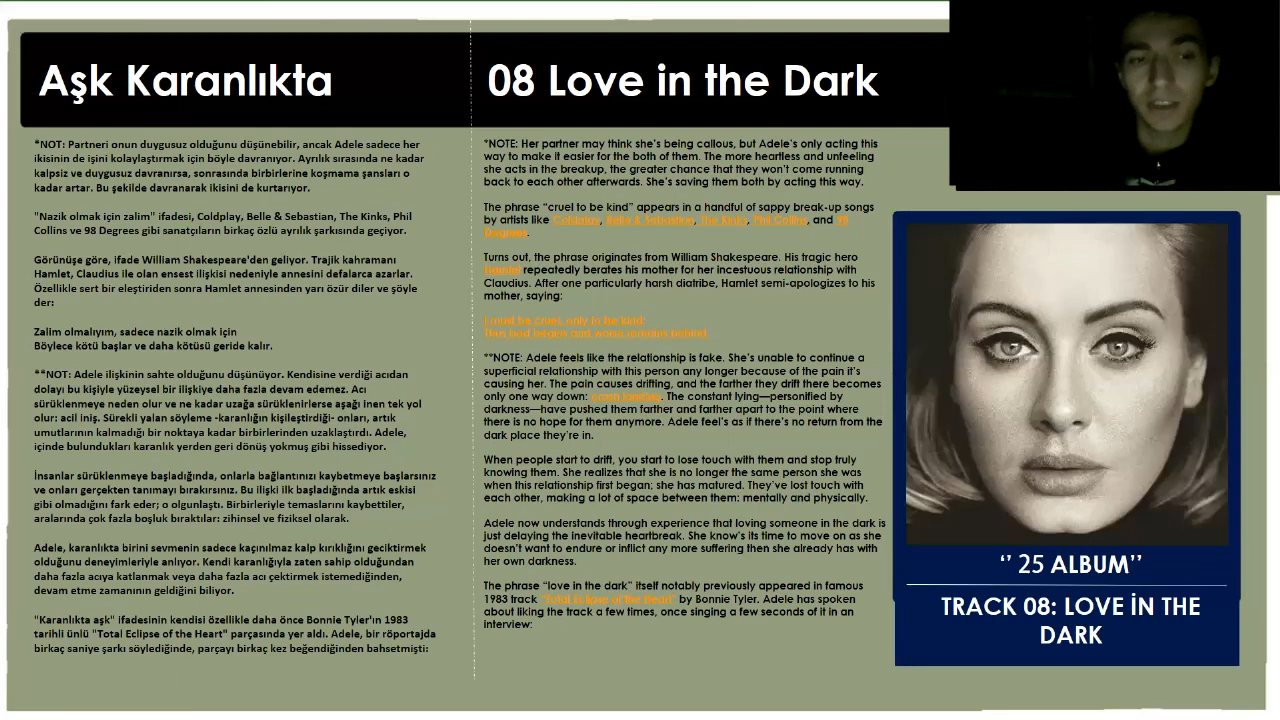 Aşk Karanlıkta
*NOT: Partneri onun duygusuz olduğunu düşünebilir, ancak Adele sadece her
ikisinin de işini kolaylaştırmak için böyle davranıyor. Ayrılık sırasında ne kadar
kalpsiz ve duygusuz davranırsa, sonrasında birbirlerine koşmama şansları o
kadar artar. Bu şekilde davranarak ikisini de kurtarıyor.
"Nazik olmak için zalim" ifadesi, Coldplay, Belle & Sebastian, The Kinks, Phil
Collins ve 98 Degrees gibi sanatçıların birkaç özlü ayrılık şarkısında geçiyor.
Görünüşe göre, ifade William Shakespeare'den geliyor. Trajik kahramanı
Hamlet, Claudius ile olan ensest ilişkisi nedeniyle annesini defalarca azarlar.
Özellikle sert bir eleştiriden sonra Hamlet annesinden yarı özür diler ve şöyle
der:
Zalim olmalıyım, sadece nazik olmak için
Böylece kötü başlar ve daha kötüsü geride kalır.
**NOT: Adele ilişkinin sahte olduğunu düşünüyor. Kendisine verdiği acıdan
dolayı bu kişiyle yüzeysel bir ilişkiye daha fazla devam edemez. Acı
sürüklenmeye neden olur ve ne kadar uzağa sürüklenirlerse aşağı inen tek yol
olur: acil iniş. Sürekli yalan söyleme -karanlığın kişileştirdiği- onları, artık
umutlarının kalmadığı bir noktaya kadar birbirlerinden uzaklaştırdı. Adele,
içinde bulundukları karanlık yerden geri dönüş yokmuş gibi hissediyor.
İnsanlar sürüklenmeye başladığında, onlarla bağlantınızı kaybetmeye başlarsınız
ve onları gerçekten tanımayı bırakırsınız. Bu ilişki ilk başladığında artık eskisi
gibi olmadığını fark eder; o olgunlaştı. Birbirleriyle temaslarını kaybettiler,
aralarında çok fazla boşluk bıraktılar: zihinsel ve fiziksel olarak.
Adele, karanlıkta birini sevmenin sadece kaçınılmaz kalp kırıklığını geciktirmek
olduğunu deneyimleriyle anlıyor. Kendi karanlığıyla zaten sahip olduğundan
daha fazla acıya katlanmak veya daha fazla acı çektirmek istemediğinden,
devam etme zamanının geldiğini biliyor.
"Karanlıkta aşk" ifadesinin kendisi özellikle daha önce Bonnie Tyler'ın 1983
tarihli ünlü "Total Eclipse of the Heart" parçasında yer aldı. Adele, bir röportajda
birkaç saniye şarkı söylediğinde, parçayı birkaç kez beğendiğinden bahsetmişti:
08 Love in the Dark
*NOTE: Her partner may think she's being callous, but Adele's only acting this
way to make it easier for the both of them. The more heartless and unfeeling
she acts in the breakup, the greater chance that they won't come running
back to each other afterwards. She's saving them both by acting this way.
The phrase "cruel to be kind" appears in a handful of sappy break-up songs
by artists like Coldplay, Belle & Sebastian, The Kinks, Phil Collins, and 98
Degrees.
Turns out, the phrase originates from William Shakespeare. His tragic hero
Hamlet repeatedly berates his mother for her incestuous relationship with
Claudius. After one particularly harsh diatribe, Hamlet semi-apologizes to his
mother, saying:
I must be cruel, only to be kind:
Thus bad begins and worse remains behind.
**NOTE: Adele feels like the relationship is fake. She's unable to continue a
superficial relationship with this person any longer because of the pain it's
causing her. The pain causes drifting, and the farther they drift there becomes
only one way down: crash landing. The constant lying—personified by
darkness—have pushed them farther and farther apart to the point where
there is no hope for them anymore. Adele feel's as if there's no return from the
dark place they're in.
When people start to drift, you start to lose touch with them and stop truly
knowing them. She realizes that she is no longer the same person she was
when this relationship first began; she has matured. They've lost touch with
each other, making a lot of space between them: mentally and physically.
Adele now understands through experience that loving someone in the dark is
just delaying the inevitable heartbreak. She know's its time to move on as she
doesn't want to endure or inflict any more suffering then she already has with
her own darkness.
The phrase "love in the dark" itself notably previously appeared in famous
1983 track "Total Eclipse of the Heart" by Bonnie Tyler. Adele has spoken
about liking the track a few times, once singing a few seconds of it in an
interview:
‘’ 25 ALBUM’’
TRACK 08: LOVE İN THE
DARK